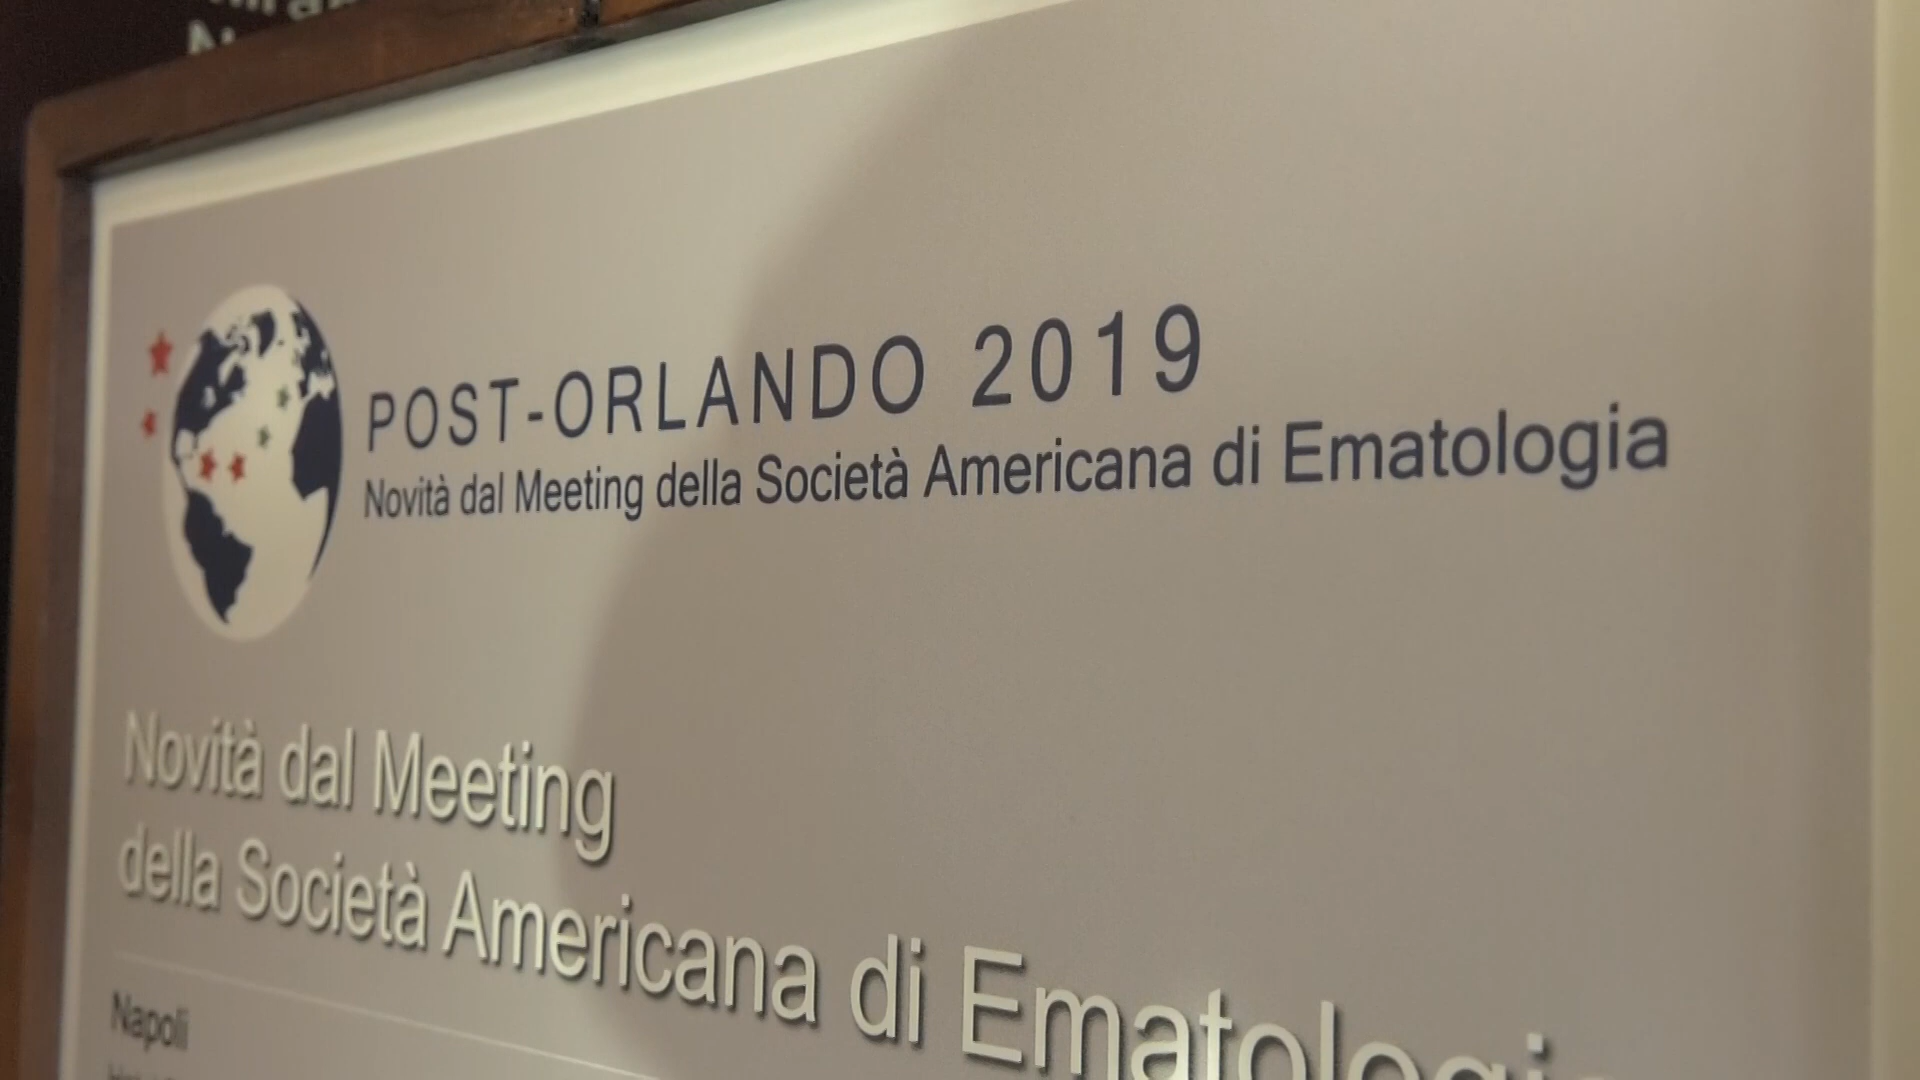 POST-ORLANDO 2019
Novità dal Meeting della Società Americana di Ematologia
Novità dal Meeting
della Società Americana di Ematologi
Napoli